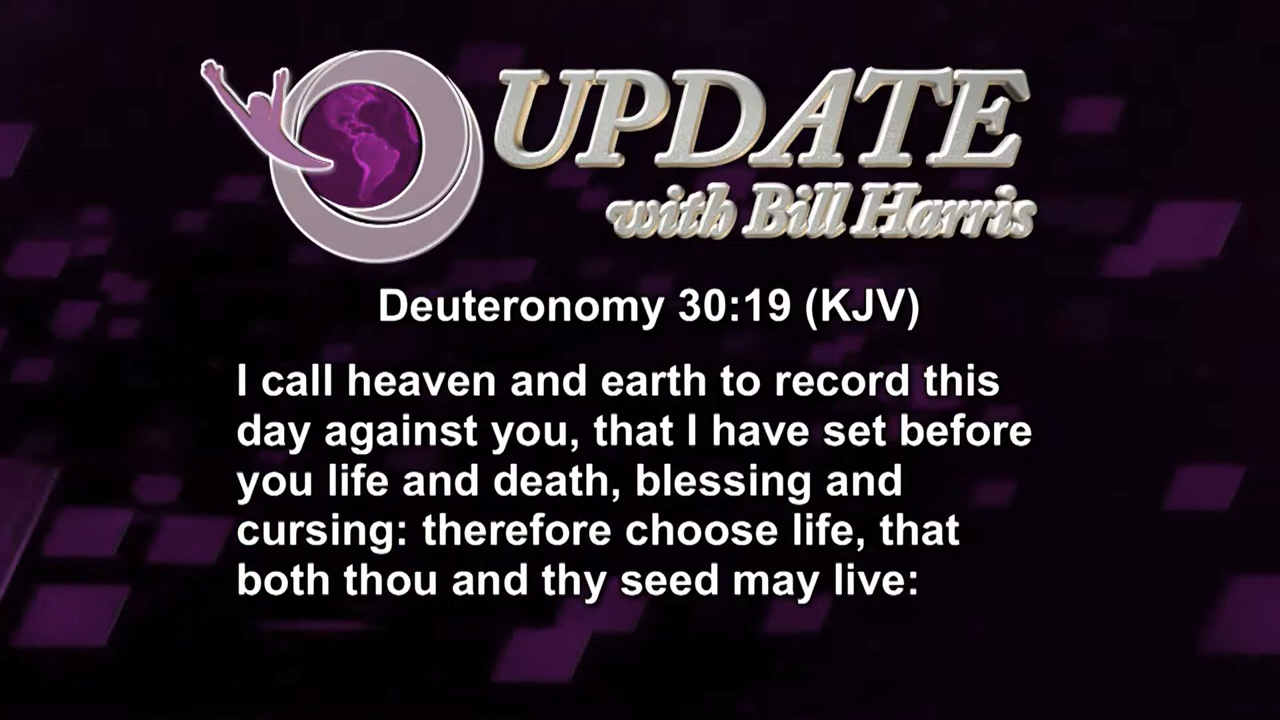 UPDATE
with Bill Harris
Deuteronomy 30:19 (KJV)
I call heaven and earth to record this
day against you, that I have set before
you life and death, blessing and
cursing: therefore choose life, that
both thou and thy seed may live: